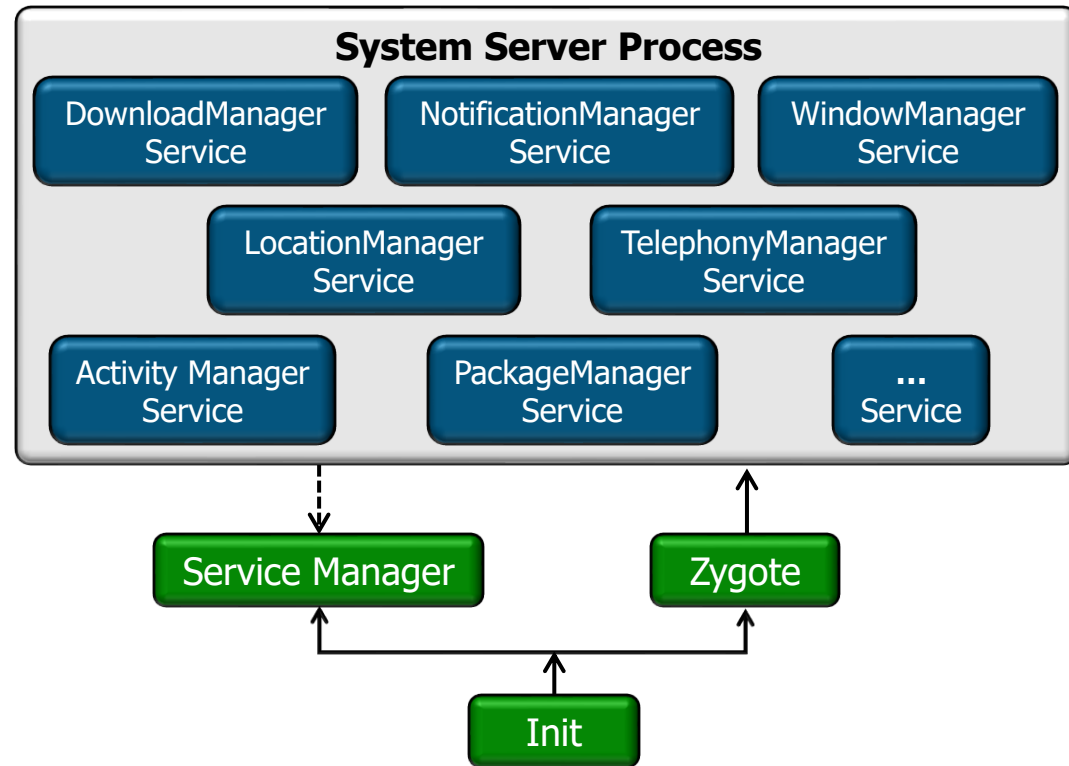 System Server Process
DownloadManager
Service
NotificationManager
Service
WindowManager
Service
LocationManager
Service
TelephonyManager
Service
Activity Manager
Service
PackageManager
Service
...
Service
Service Manager
Zygote
Init